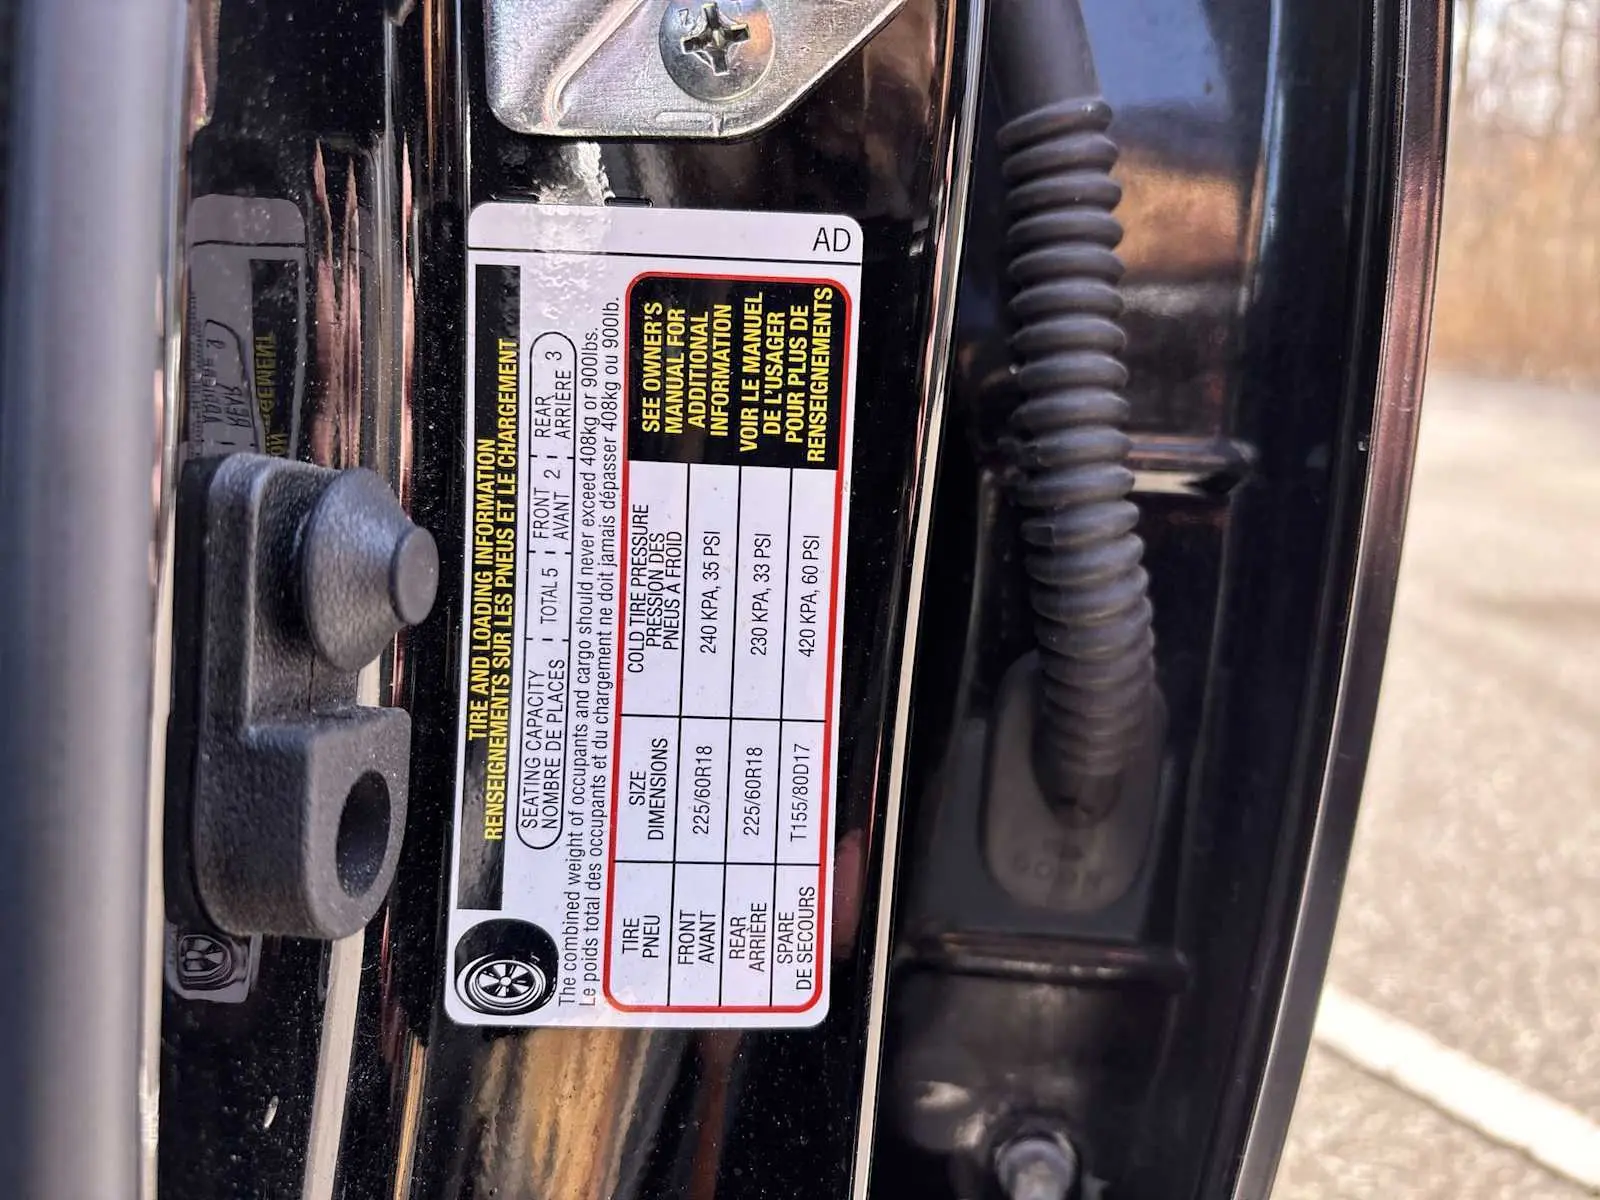 AD
TIRE AND LOADING INFORMATION
RENSEIGNEMENTS SUR LES PNEUS ET LE CHARGEMENT
SEATING CAPACITY TOTAL 5 FRONT 2 REAR 3
NOMBRE DE PLACES AVANT ARRIÈRE
The combined weight of occupants and cargo should never exceed 408kg or 900lbs.
Le poids total des occupants et du chargement ne doit jamais dépasser 408kg ou 900lb.
TIRE SIZE COLD TIRE PRESSURE
PNEU DIMENSIONS PRESSION DES
PNEUS A FROID
FRONT 225/60R18 240 KPA, 35 PSI
AVANT
REAR 225/60R18 230 KPA, 33 PSI
ARRIÈRE
SPARE T155/80D17 420 KPA, 60 PSI
DE SECOURS
SEE OWNER'S
MANUAL FOR
ADDITIONAL
INFORMATION
VOIR LE MANUEL
DE L'USAGER
POUR PLUS DE
RENSEIGNEMENTS